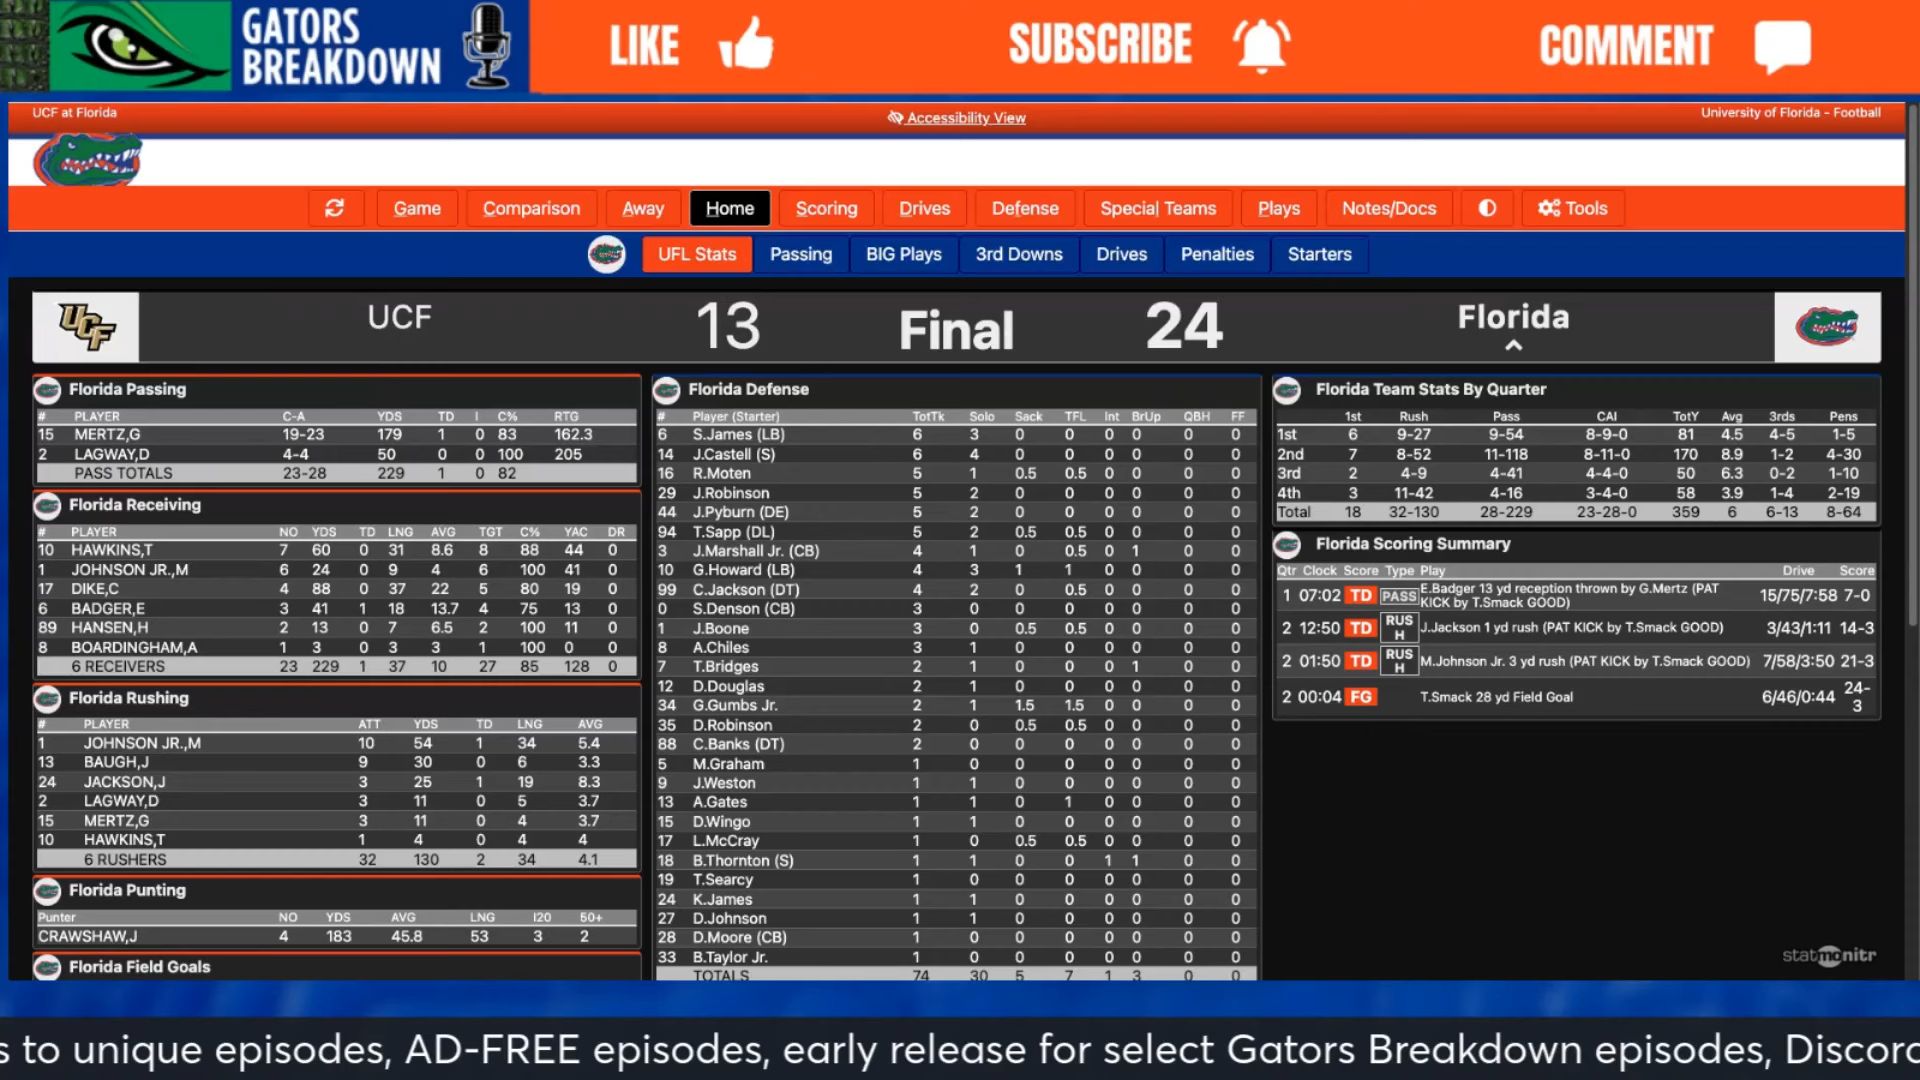 GATORS
BREAKDOWN
LIKE
SUBSCRIBE
COMMENT
UCF at Florida
Accessibility View
University of Florida - Football
Game Comparison Away Home Scoring Drives Defense Special Teams Plays Notes/Docs Tools
UFL Stats Passing BIG Plays 3rd Downs Drives Penalties Starters
UCF
UCF 13 Final 24 Florida
Florida Passing
# PLAYER C-A YDS TD I C% RTG
15 MERTZ,G 19-23 179 1 0 83 162.3
2 LAGWAY,D 4-4 50 0 0 100 205
PASS TOTALS 23-28 229 1 0 82
Florida Receiving
# PLAYER NO YDS TD LNG AVG TGT C% YAC DR
10 HAWKINS,T 7 60 0 31 8.6 8 88 44 0
1 JOHNSON JR.,M 6 24 0 9 4 6 100 41 0
17 DIKE,C 4 88 0 37 22 5 80 19 0
6 BADGER,E 3 41 1 18 13.7 4 75 13 0
89 HANSEN,H 2 13 0 7 6.5 2 100 11 0
8 BOARDINGHAM,A 1 3 0 3 3 1 100 0 0
6 RECEIVERS 23 229 1 37 10 27 85 128 0
Florida Rushing
# PLAYER ATT YDS TD LNG AVG
1 JOHNSON JR.,M 10 54 1 34 5.4
13 BAUGH,J 9 30 0 6 3.3
24 JACKSON,J 3 25 1 19 8.3
2 LAGWAY,D 3 11 0 5 3.7
15 MERTZ,G 3 11 0 4 3.7
10 HAWKINS,T 1 4 0 4 4
6 RUSHERS 32 130 2 34 4.1
Florida Punting
Punter NO YDS AVG LNG I20 50+
CRAWSHAW,J 4 183 45.8 53 3 2
Florida Field Goals
Florida Defense
# Player (Starter) TotTk Solo Sack TFL Int BrUp QBH FF
6 S.James (LB) 6 3 0 0 0 0 0 0
14 J.Castell (S) 6 4 0 0 0 0 0 0
16 R.Moten 5 1 0.5 0.5 0 0 0 0
29 J.Robinson 5 2 0 0 0 0 0 0
44 J.Pyburn (DE) 5 2 0 0 0 0 0 0
94 T.Sapp (DL) 5 2 0.5 0.5 0 0 0 0
3 J.Marshall Jr. (CB) 4 1 0 0.5 0 1 0 0
10 G.Howard (LB) 4 3 1 1 0 0 0 0
99 C.Jackson (DT) 4 2 0 0.5 0 0 0 0
0 S.Denson (CB) 3 0 0 0 0 0 0 0
1 J.Boone 3 0 0.5 0.5 0 0 0 0
8 A.Chiles 3 1 0 0 0 0 0 0
7 T.Bridges 2 1 0 0 0 1 0 0
12 D.Douglas 2 1 0 0 0 0 0 0
34 G.Gumbs Jr. 2 1 1.5 1.5 0 0 0 0
35 D.Robinson 2 0 0.5 0.5 0 0 0 0
88 C.Banks (DT) 2 0 0 0 0 0 0 0
5 M.Graham 1 0 0 0 0 0 0 0
9 J.Weston 1 1 0 0 0 0 0 0
13 A.Gates 1 1 0 1 0 0 0 0
15 D.Wingo 1 1 0 0 0 0 0 0
17 L.McCray 1 0 0.5 0.5 0 0 0 0
18 B.Thornton (S) 1 1 0 0 1 1 0 0
19 T.Searcy 1 0 0 0 0 0 0 0
24 K.James 1 1 0 0 0 0 0 0
27 D.Johnson 1 1 0 0 0 0 0 0
28 D.Moore (CB) 1 0 0 0 0 0 0 0
33 B.Taylor Jr. 1 0 0 0 0 0 0 0
TOTALS 74 30 5 7 1 3 0 0
Florida Team Stats By Quarter
1st Rush Pass CAI TotY Avg 3rds Pens
1st 6 9-27 9-54 8-9-0 81 4.5 4-5 1-5
2nd 7 8-52 11-118 8-11-0 170 8.9 1-2 4-30
3rd 2 4-9 4-41 4-4-0 50 6.3 0-2 1-10
4th 3 11-42 4-16 3-4-0 58 3.9 1-4 2-19
Total 18 32-130 28-229 23-28-0 359 6 6-13 8-64
Florida Scoring Summary
Qtr Clock Score Type Play Drive Score
1 07:02 TD PASS E.Badger 13 yd reception thrown by G.Mertz (PAT
KICK by T.Smack GOOD) 15/75/7:58 7-0
2 12:50 TD RUS
H J.Jackson 1 yd rush (PAT KICK by T.Smack GOOD) 3/43/1:11 14-3
2 01:50 TD RUS
H M.Johnson Jr. 3 yd rush (PAT KICK by T.Smack GOOD) 7/58/3:50 21-3
2 00:04 FG T.Smack 28 yd Field Goal 6/46/0:44 24-
3
statmonitr
s to unique episodes, AD-FREE episodes, early release for select Gators Breakdown episodes, Discord